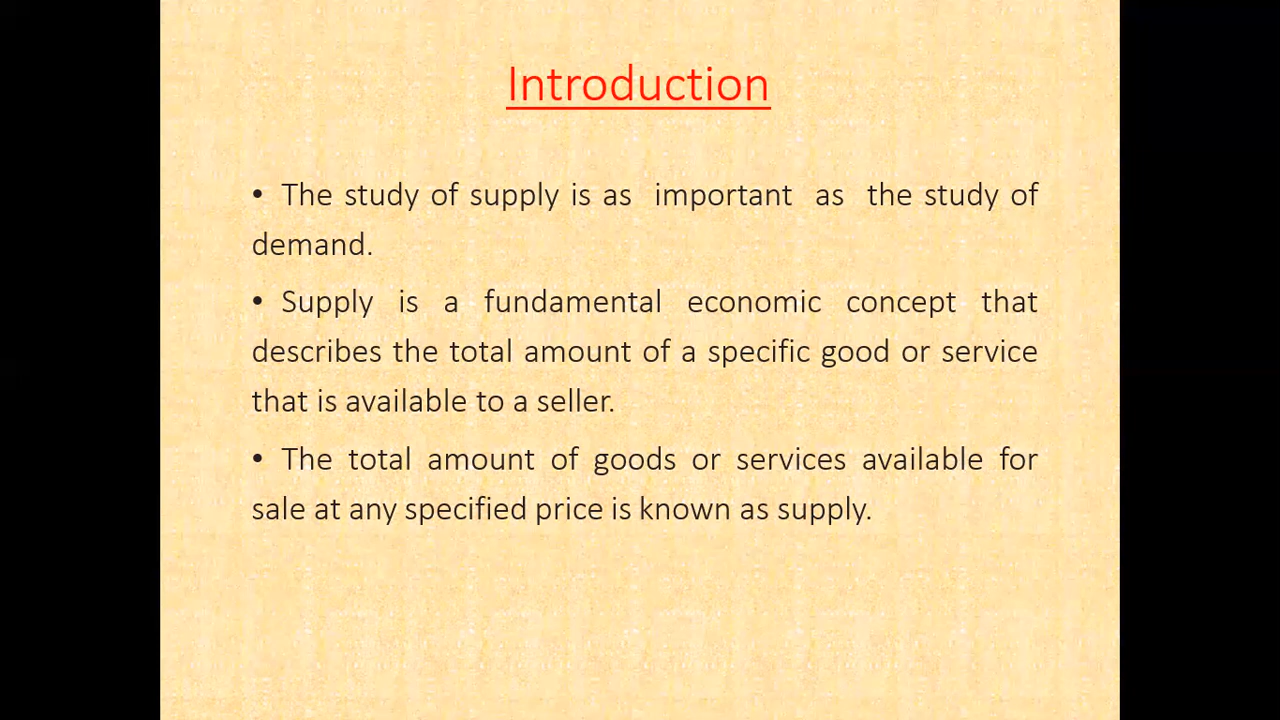 Introduction
• The study of supply is as important as the study of
demand.
• Supply is a fundamental economic concept that
describes the total amount of a specific good or service
that is available to a seller.
• The total amount of goods or services available for
sale at any specified price is known as supply.